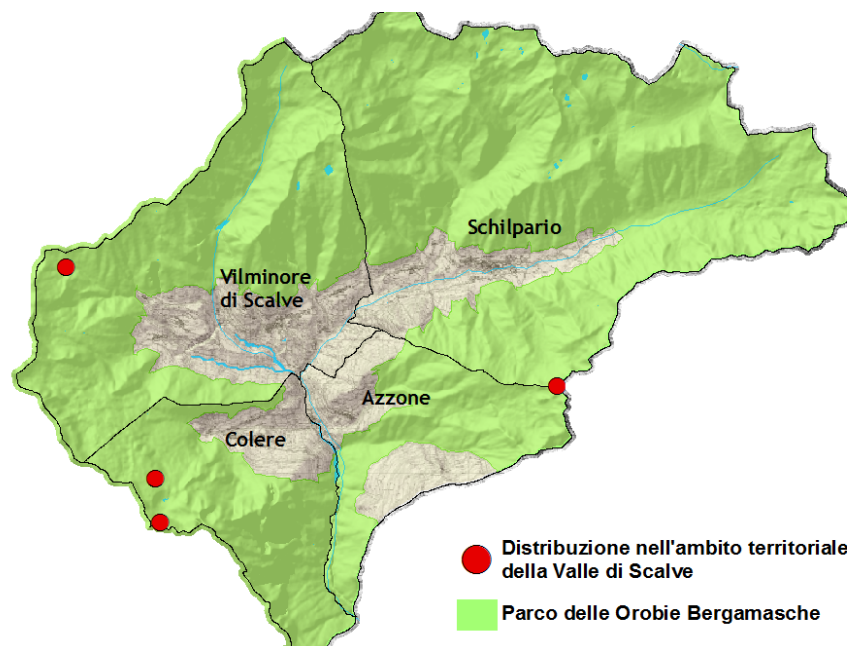 Schilpario
Vilminore
di Scalve
Azzone
Colere
Distribuzione nell'ambito territoriale
della Valle di Scalve
Parco delle Orobie Bergamasche